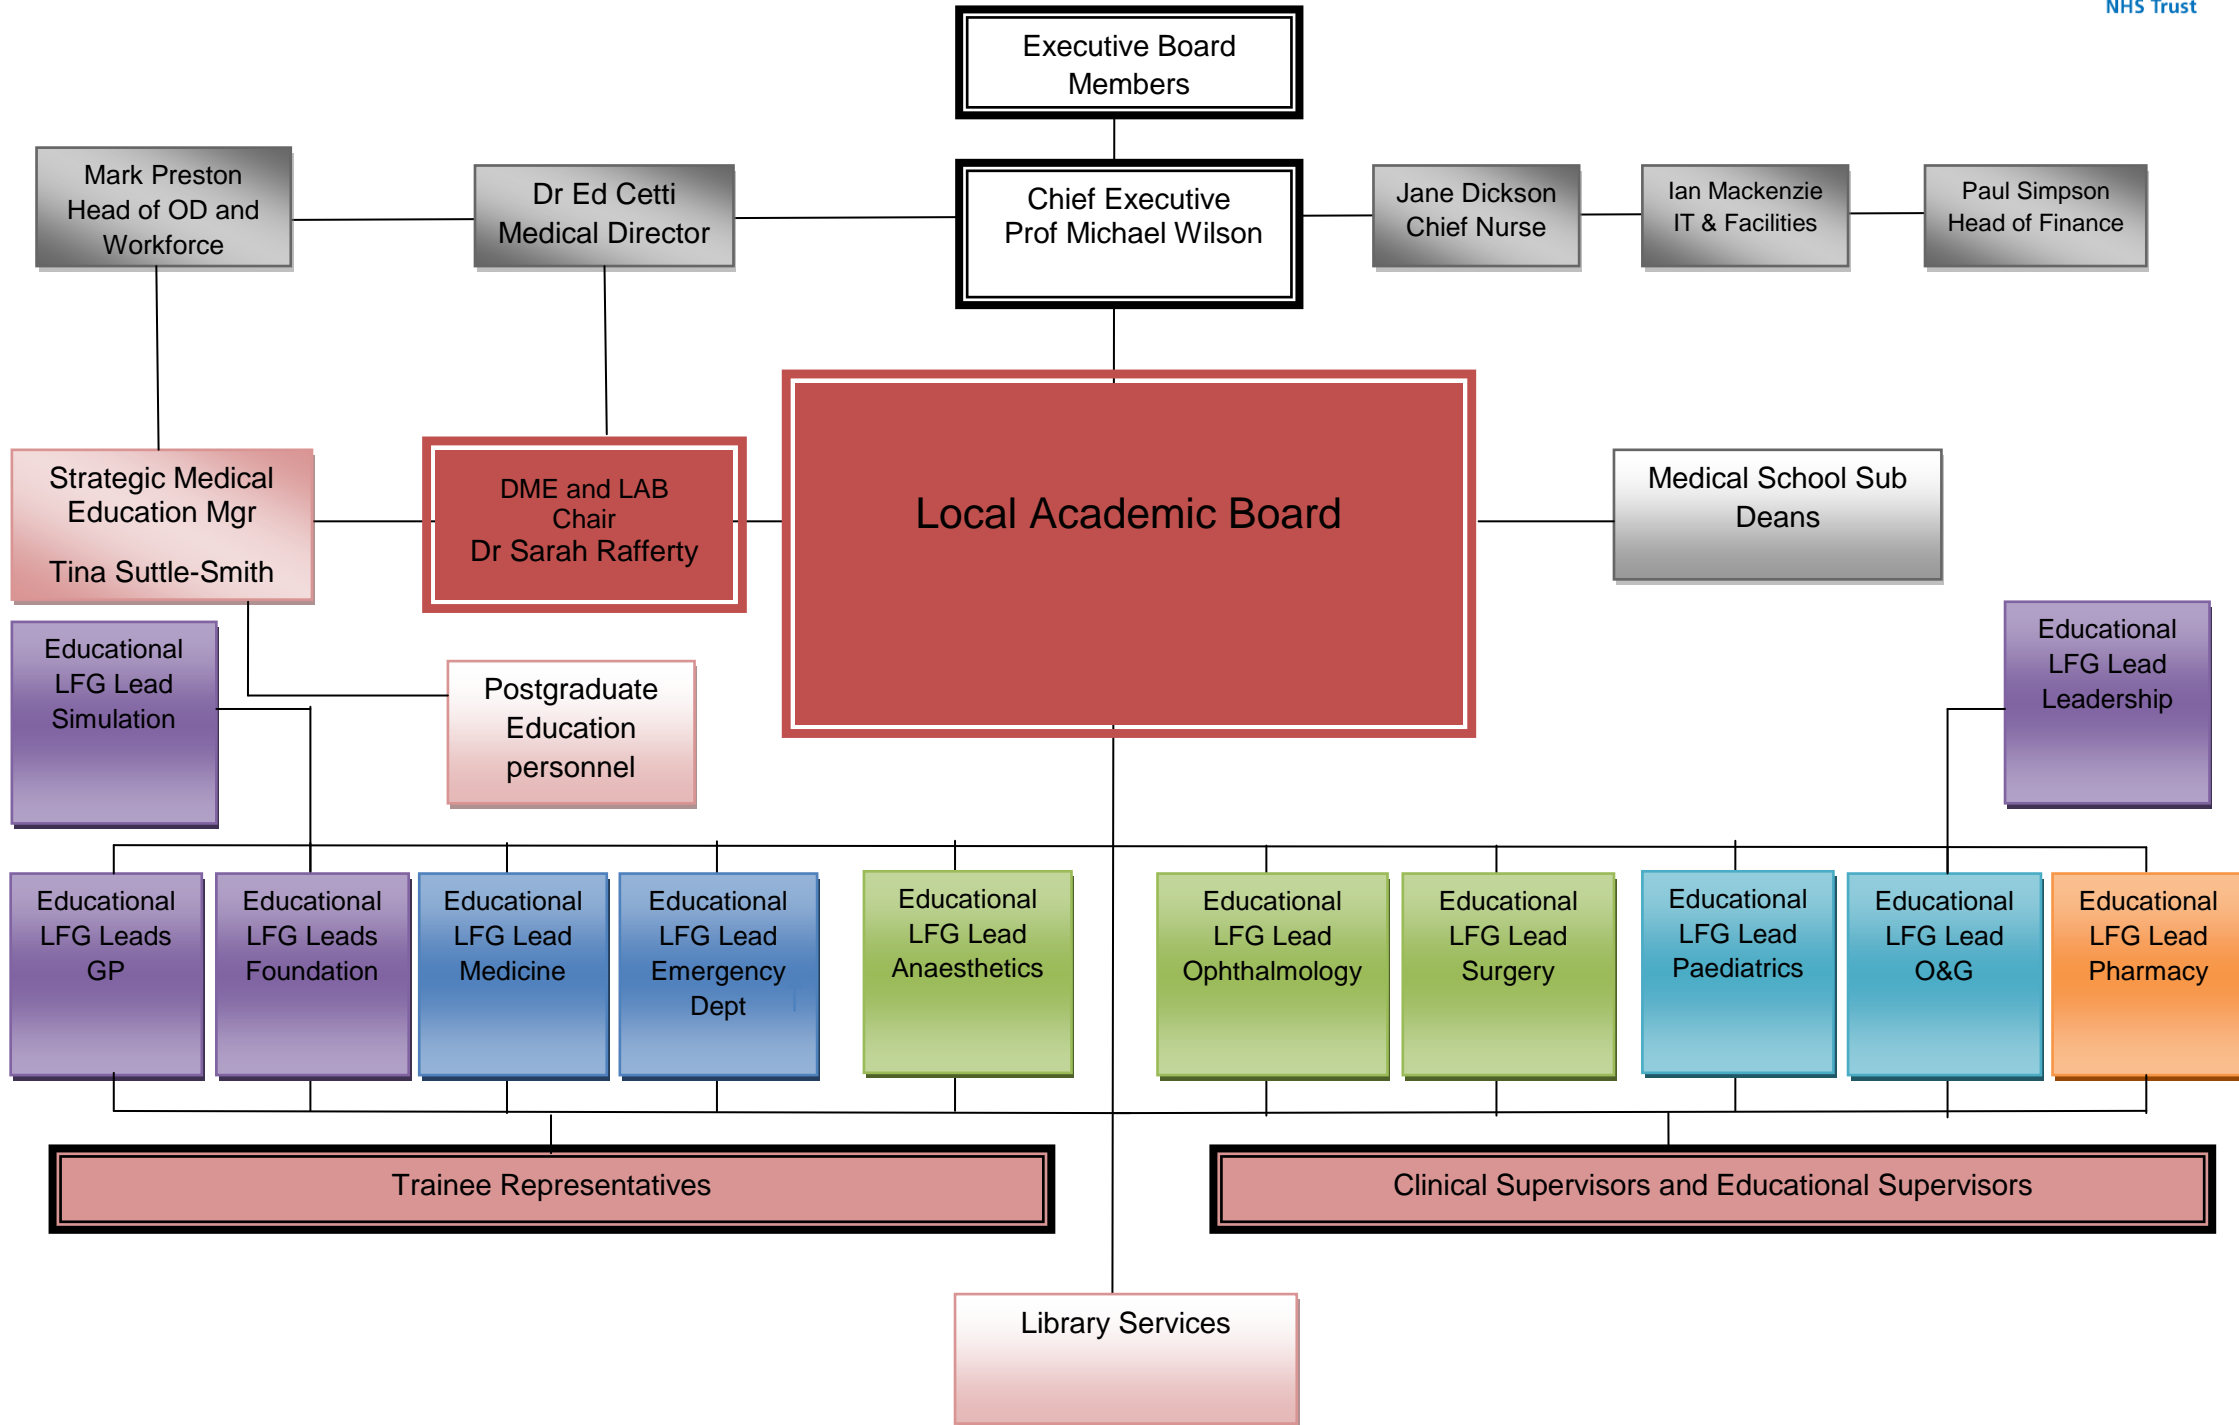 NHS Trust
Executive Board
Members
Mark Preston
Head of OD and
Workforce
Dr Ed Cetti
Medical Director
Chief Executive
Prof Michael Wilson
Jane Dickson
Chief Nurse
Ian Mackenzie
IT & Facilities
Paul Simpson
Head of Finance
Strategic Medical
Education Mgr
Tina Suttle-Smith
DME and LAB
Chair
Dr Sarah Rafferty
Local Academic Board
Medical School Sub
Deans
Educational
LFG Lead
Simulation
Postgraduate
Education
personnel
Educational
LFG Lead
Leadership
Educational
LFG Leads
GP
Educational
LFG Leads
Foundation
Educational
LFG Lead
Medicine
Educational
LFG Lead
Emergency
Dept
Educational
LFG Lead
Anaesthetics
Educational
LFG Lead
Ophthalmology
Educational
LFG Lead
Surgery
Educational
LFG Lead
Paediatrics
Educational
LFG Lead
O&G
Educational
LFG Lead
Pharmacy
Trainee Representatives
Clinical Supervisors and Educational Supervisors
Library Services